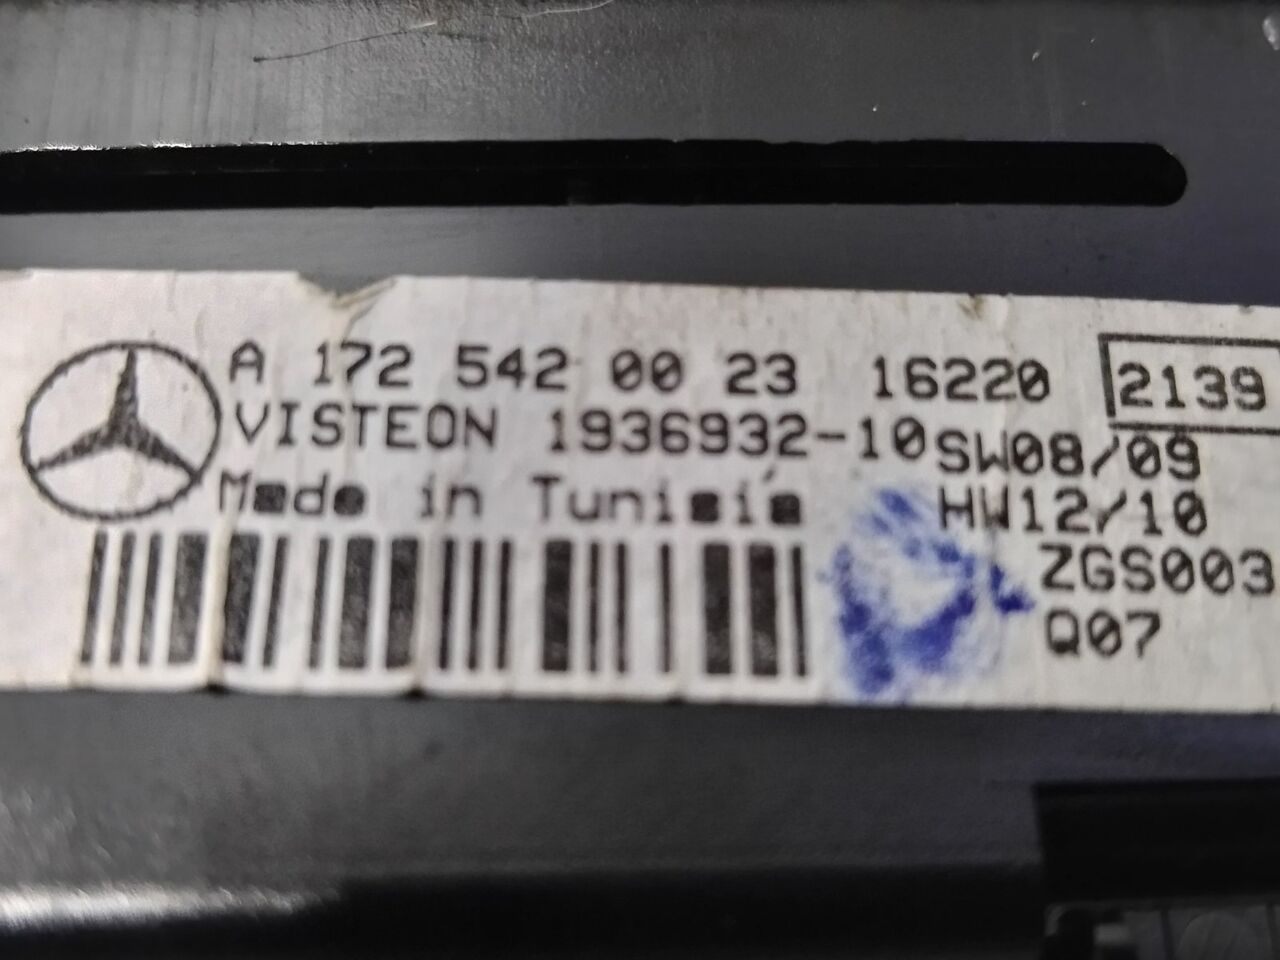 A 172 542 00 23 16220 2139
VISTEON 1936932-10 SW08/09
Made in Tunisia HW12/10
ZGS003
Q07